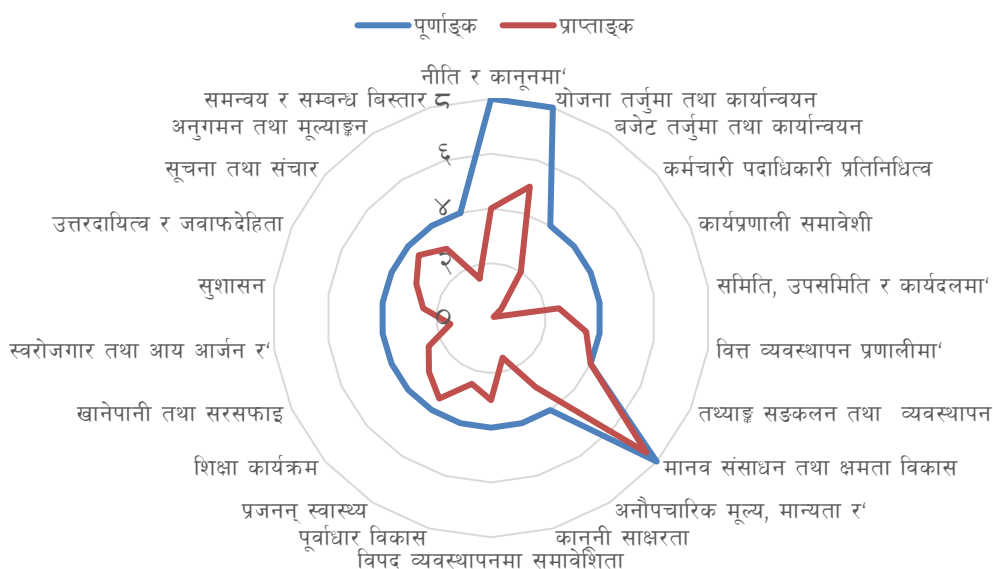 पूर्णाङ्क प्राप्ताङ्क
नीति र कानूनमा‘
समन्वय र सम्बन्ध बिस्तार ८ योजना तर्जुमा तथा कार्यान्वयन
अनुगमन तथा मूल्याङ्कन बजेट तर्जुमा तथा कार्यान्वयन
६
सूचना तथा संचार कर्मचारी पदाधिकारी प्रतिनिधित्व
४
उत्तरदायित्व र जवाफदेहिता कार्यप्रणाली समावेशी
२
सुशासन समिति, उपसमिति र कार्यदलमा‘
०
स्वरोजगार तथा आय आर्जन र‘ वित्त व्यवस्थापन प्रणालीमा‘
खानेपानी तथा सरसफाइ तथ्याङ्क सङकलन तथा व्यवस्थापन
शिक्षा कार्यक्रम मानव संसाधन तथा क्षमता विकास
प्रजनन् स्वास्थ्य अनौपचारिक मूल्य, मान्यता र‘
पूर्वाधार विकास कानूनी साक्षरता
विपद व्यवस्थापनमा समावेशिता